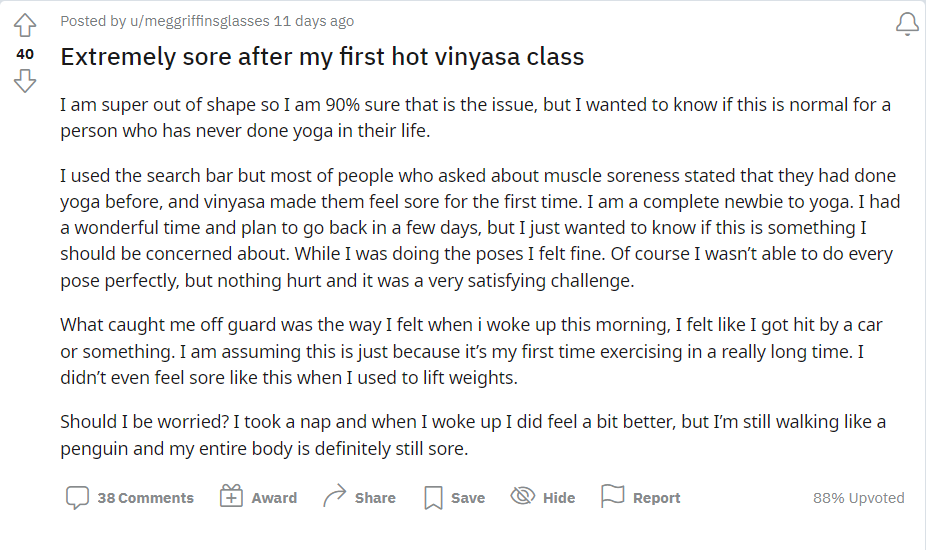 Posted by u/meggriffinsglasses 11 days ago
40
Extremely sore after my first hot vinyasa class
I am super out of shape so I am 90% sure that is the issue, but I wanted to know if this is normal for a
person who has never done yoga in their life.
I used the search bar but most of people who asked about muscle soreness stated that they had done
yoga before, and vinyasa made them feel sore for the first time. I am a complete newbie to yoga. I had
a wonderful time and plan to go back in a few days, but I just wanted to know if this is something I
should be concerned about. While I was doing the poses I felt fine. Of course I wasn’t able to do every
pose perfectly, but nothing hurt and it was a very satisfying challenge.
What caught me off guard was the way I felt when i woke up this morning, I felt like I got hit by a car
or something. I am assuming this is just because it’s my first time exercising in a really long time. I
didn’t even feel sore like this when I used to lift weights.
Should I be worried? I took a nap and when I woke up I did feel a bit better, but I’m still walking like a
penguin and my entire body is definitely still sore.
38 Comments Award Share Save Hide Report 88% Upvoted